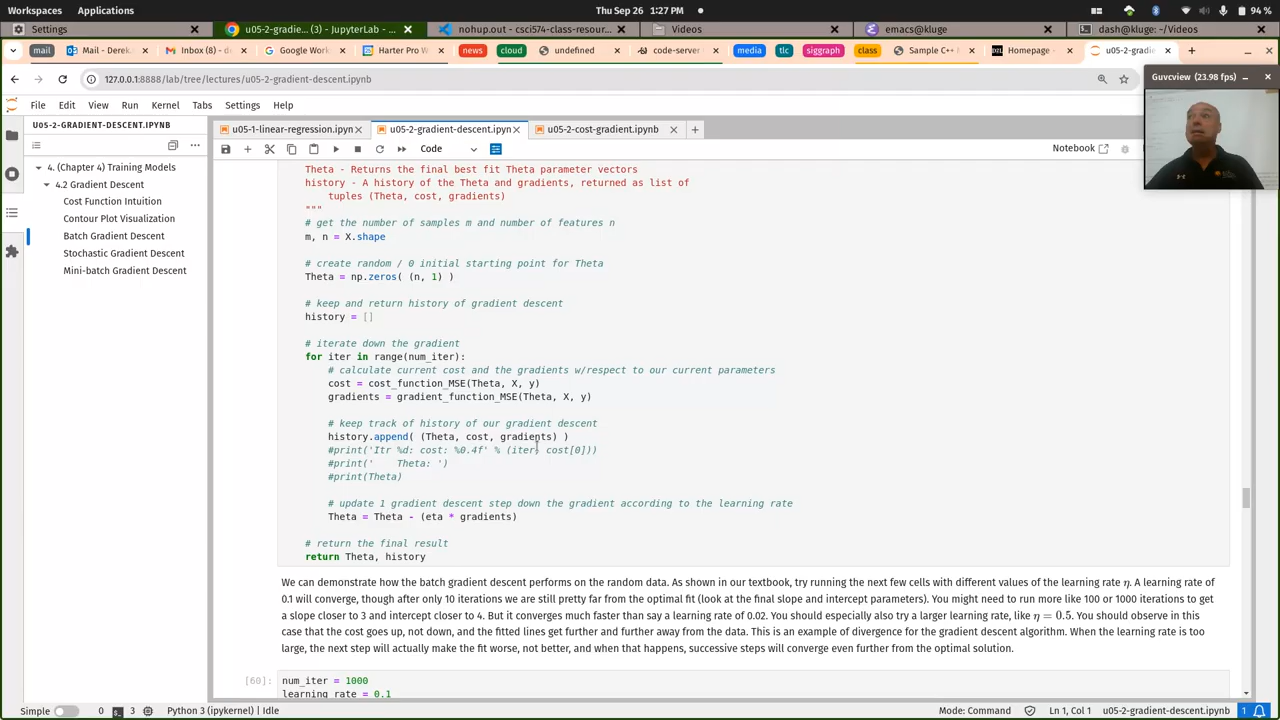 Workspaces Applications Thu Sep 26 1:27 PM 94 %
Settings u05-2-gradie... (3) - JupyterLab - ... nohup.out - csci574-class-resour... Videos emacs@kluge dash@kluge: ~/Videos
mail Mail - Derek. Inbox (8) - d Google Work Harter Pro W news cloud undefined code-server media tlc siggraph class Sample C++ Homepage - u05-2-gradi
127.0.0.1:8888/lab/tree/lectures/u05-2-gradient-descent.ipynb
Guvcview (23.98 fps)
File Edit View Run Kernel Tabs Settings Help
U05-2-GRADIENT-DESCENT.IPYNB
u05-1-linear-regression.ipyn u05-2-gradient-descent.ipyn u05-2-cost-gradient.ipynb
Code Notebook
4. (Chapter 4) Training Models
4.2 Gradient Descent
Cost Function Intuition
Contour Plot Visualization
Batch Gradient Descent
Stochastic Gradient Descent
Mini-batch Gradient Descent
Theta - Returns the final best fit Theta parameter vectors
history - A history of the Theta and gradients, returned as list of
tuples (Theta, cost, gradients)
"""
# get the number of samples m and number of features n
m, n = X.shape
# create random / 0 initial starting point for Theta
Theta = np.zeros( (n, 1) )
# keep and return history of gradient descent
history = []
# iterate down the gradient
for iter in range(num_iter):
# calculate current cost and the gradients w/respect to our current parameters
cost = cost_function_MSE(Theta, X, y)
gradients = gradient_function_MSE(Theta, X, y)
# keep track of history of our gradient descent
history.append( (Theta, cost, gradients) )
#print('Itr %d: cost: %0.4f' % (iter, cost[0]))
#print('    Theta: ')
#print(Theta)
# update 1 gradient descent step down the gradient according to the learning rate
Theta = Theta - (eta * gradients)
# return the final result
return Theta, history
We can demonstrate how the batch gradient descent performs on the random data. As shown in our textbook, try running the next few cells with different values of the learning rate η. A learning rate of
0.1 will converge, though after only 10 iterations we are still pretty far from the optimal fit (look at the final slope and intercept parameters). You might need to run more like 100 or 1000 iterations to get
a slope closer to 3 and intercept closer to 4. But it converges much faster than say a learning rate of 0.02. You should especially also try a larger learning rate, like η = 0.5. You should observe in this
case that the cost goes up, not down, and the fitted lines get further and further away from the data. This is an example of divergence for the gradient descent algorithm. When the learning rate is too
large, the next step will actually make the fit worse, not better, and when that happens, successive steps will converge even further from the optimal solution.
[60]: num_iter = 1000
learning_rate = 0.1
Simple 0 3 Python 3 (ipykernel) | Idle Mode: Command Ln 1, Col 1 u05-2-gradient-descent.ipynb 1